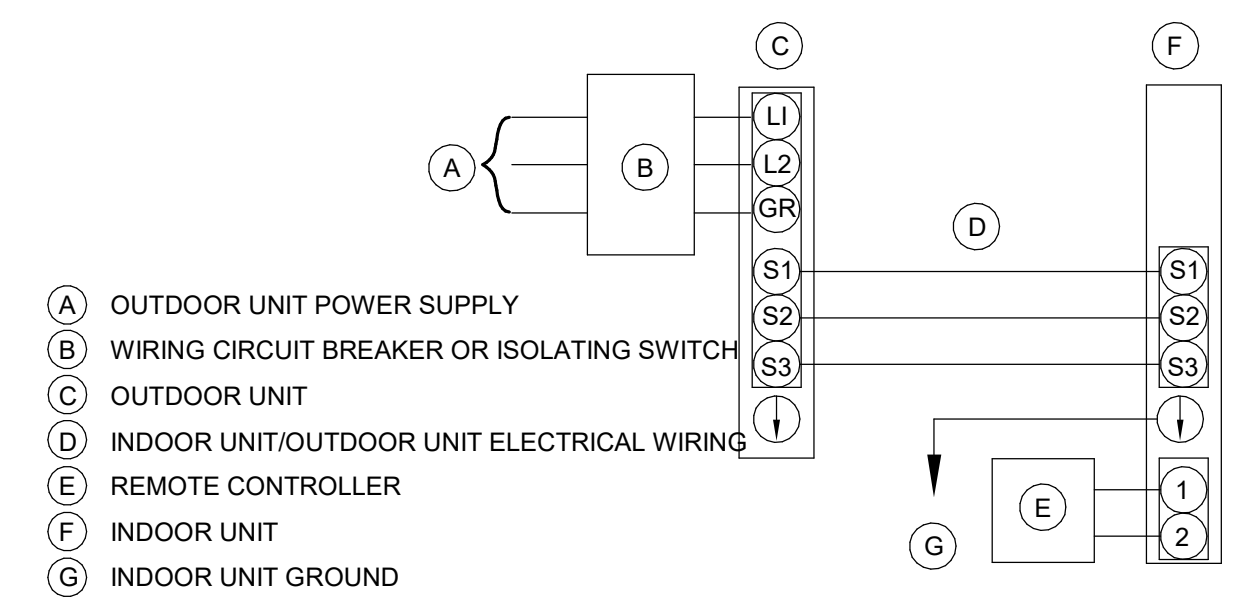 C
F
LI
L2
GR
A
B
D
S1
S2
S3
S1
S2
S3
E
1
2
G
A OUTDOOR UNIT POWER SUPPLY
B WIRING CIRCUIT BREAKER OR ISOLATING SWITCH
C OUTDOOR UNIT
D INDOOR UNIT/OUTDOOR UNIT ELECTRICAL WIRING
E REMOTE CONTROLLER
F INDOOR UNIT
G INDOOR UNIT GROUND